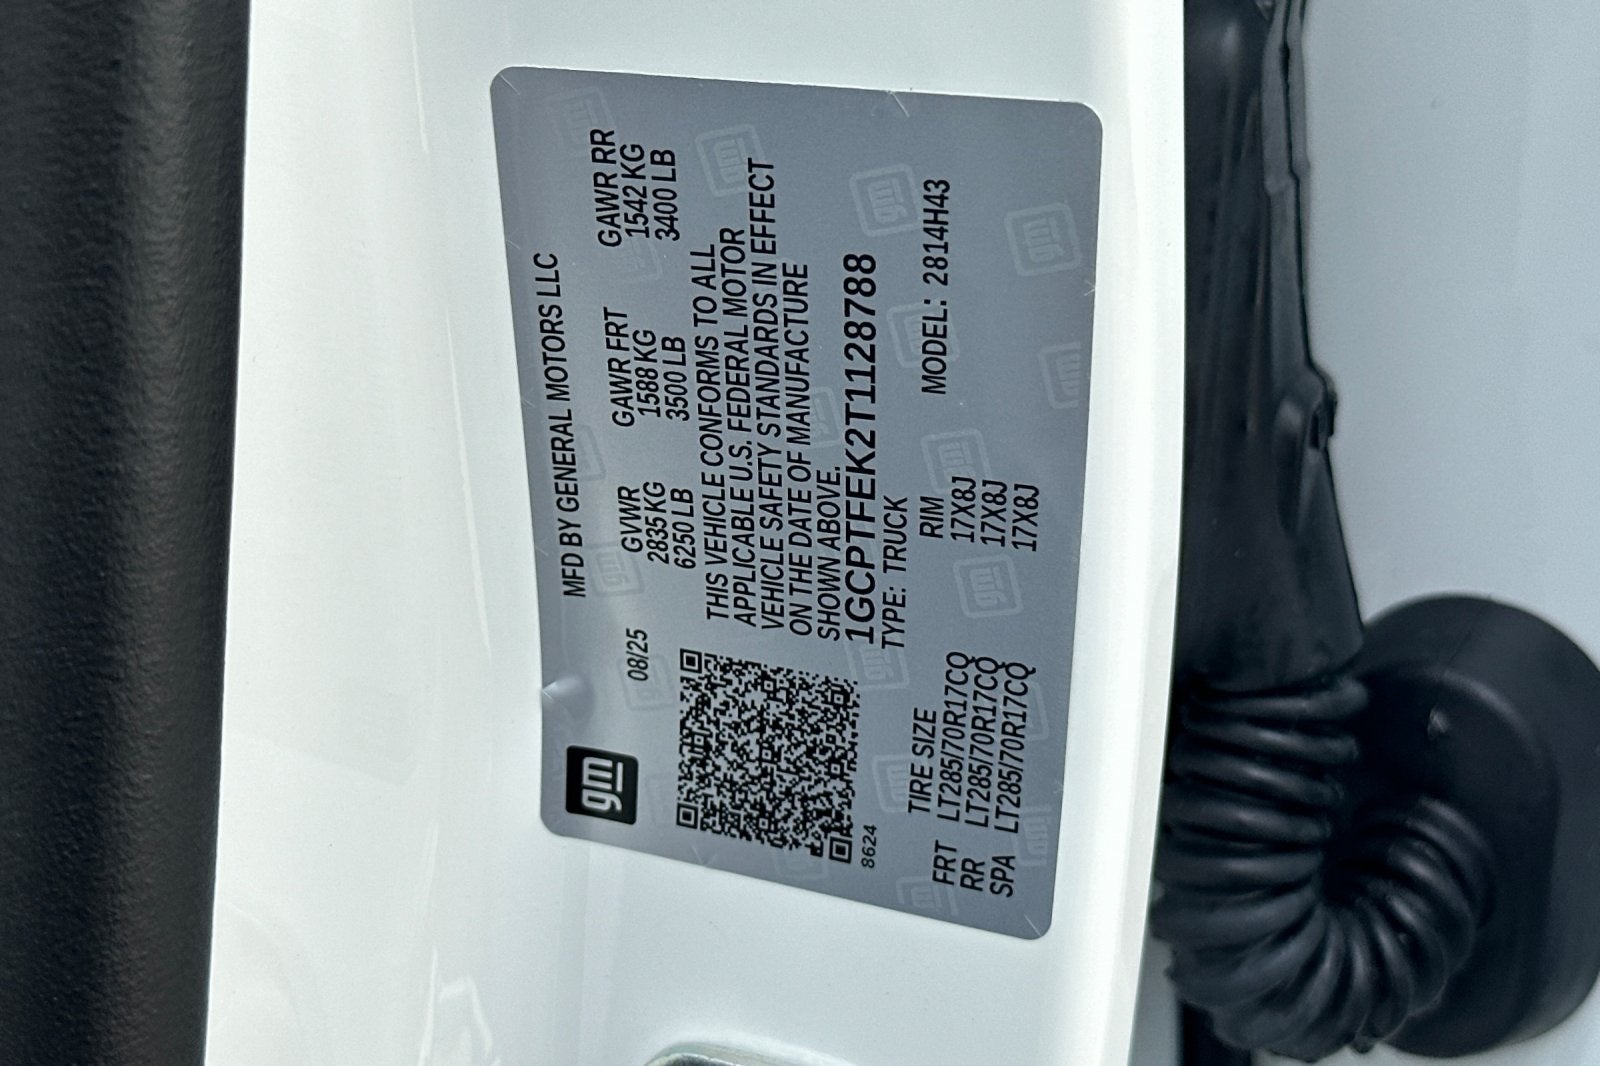 gm
MFD BY GENERAL MOTORS LLC
08/25
GVWR GAWR FRT GAWR RR
2835 KG 1588 KG 1542 KG
6250 LB 3500 LB 3400 LB
THIS VEHICLE CONFORMS TO ALL
APPLICABLE U.S. FEDERAL MOTOR
VEHICLE SAFETY STANDARDS IN EFFECT
ON THE DATE OF MANUFACTURE
SHOWN ABOVE.
1GCPTFEK2T1128788
8624
TYPE: TRUCK MODEL: 2814H43
TIRE SIZE RIM
FRT LT285/70R17CQ 17X8J
RR LT285/70R17CQ 17X8J
SPA LT285/70R17CQ 17X8J